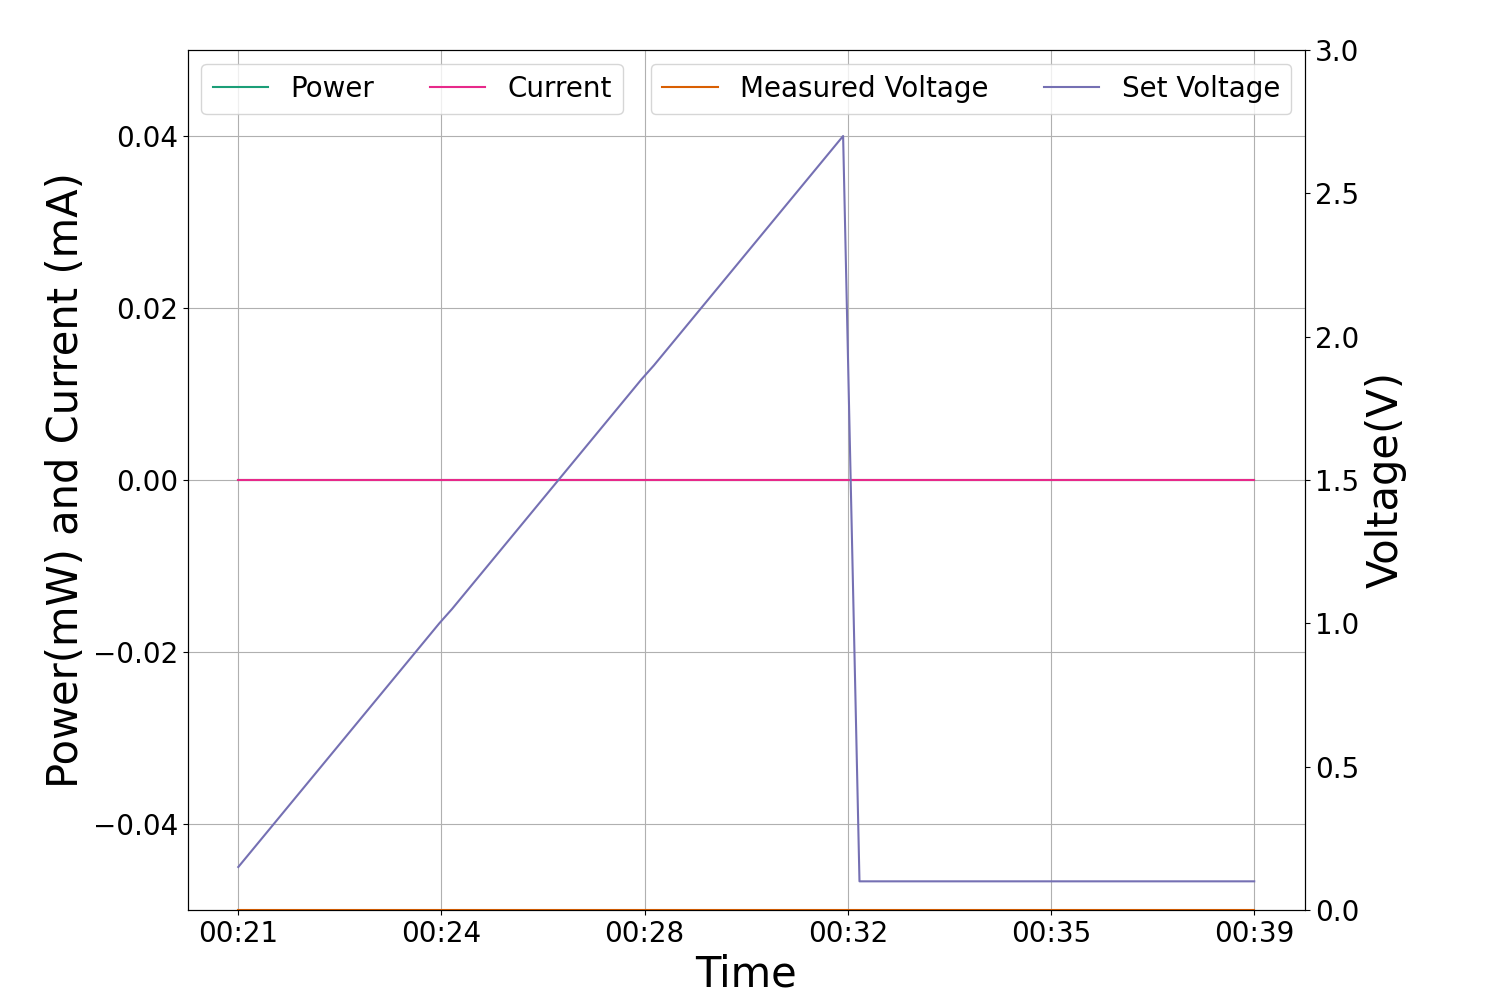 Power Current Measured Voltage Set Voltage
Power(mW) and Current (mA)
0.04
0.02
0.00
−0.02
−0.04
3.0
2.5
2.0
1.5
1.0
0.5
0.0
Voltage(V)
00:21 00:24 00:28 00:32 00:35 00:39
Time